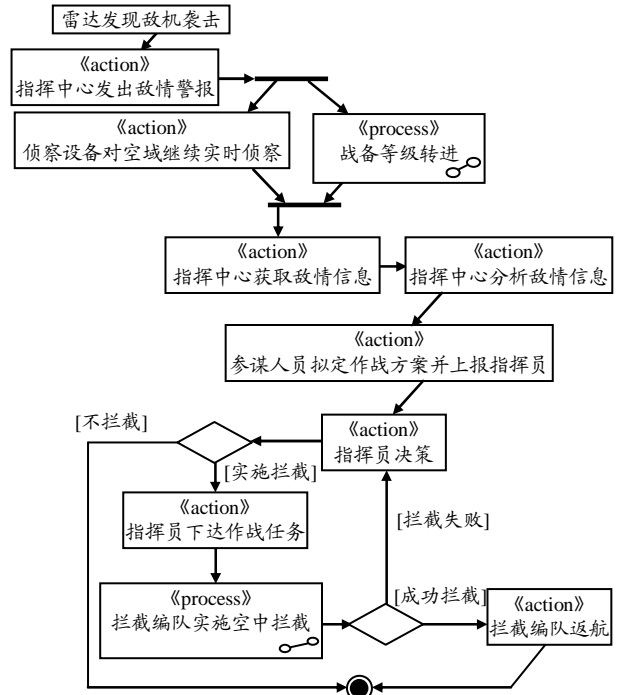 雷达发现敌机袭击
《action》
指挥中心发出敌情警报
《action》
侦察设备对空域继续实时侦察
《process》
战备等级转进
《action》
指挥中心获取敌情信息
《action》
指挥中心分析敌情信息
《action》
参谋人员拟定作战方案并上报指挥员
[不拦截]
《action》
指挥员决策
[实施拦截]
《action》
指挥员下达作战任务
[拦截失败]
《process》
拦截编队实施空中拦截
[成功拦截]
《action》
拦截编队返航